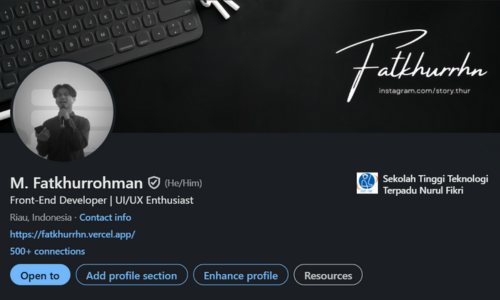 Fatkhurrhn
instagram.com/story.thur
M. Fatkhurrohman (He/Him)
Front-End Developer | UI/UX Enthusiast
Riau, Indonesia · Contact info
https://fatkhurrhn.vercel.app/
500+ connections
Sekolah Tinggi Teknologi
Terpadu Nurul Fikri
Open to
Add profile section
Enhance profile
Resources